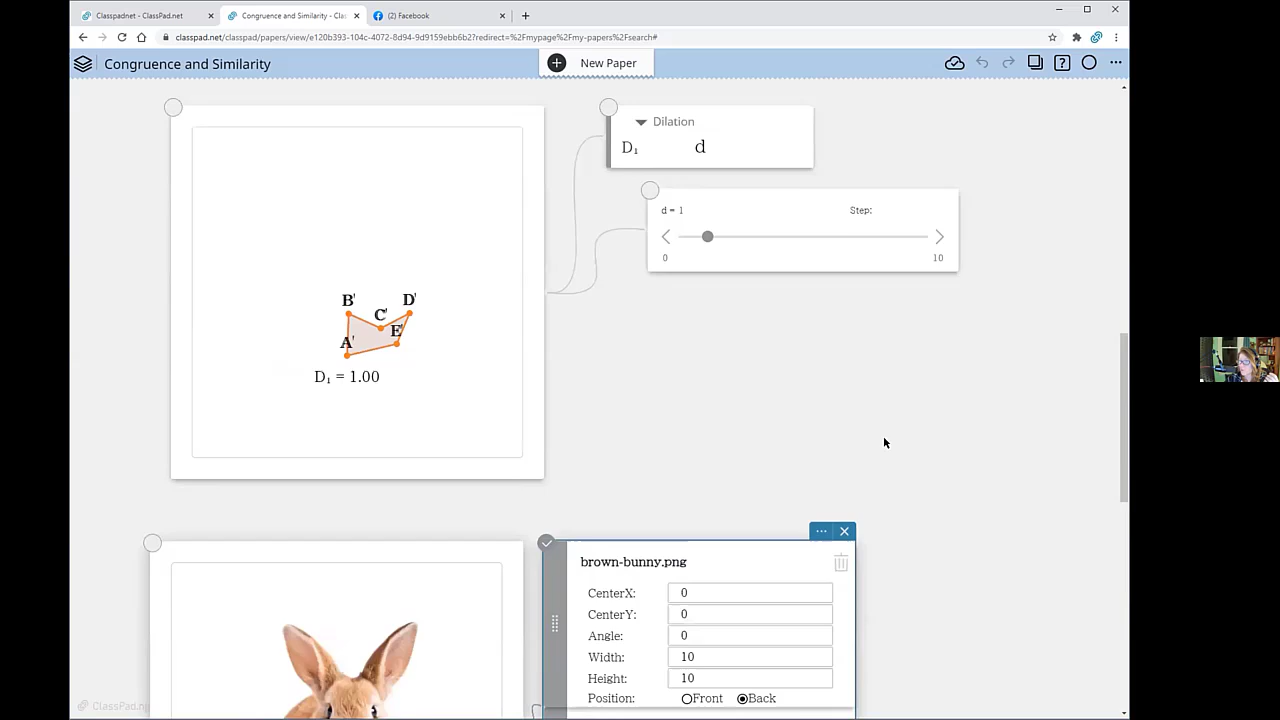 Classpadnet - ClassPad.net
Congruence and Similarity - Clas
(2) Facebook
classpad.net/classpad/papers/view/e120b393-104c-4072-8d94-9d9159ebb6b2?redirect=%2Fmypage%2Fmy-papers%2Fsearch#
Congruence and Similarity
New Paper
?
Dilation
D₁ d
d = 1 Step:
0 10
B' D'
C'
E'
A'
D₁ = 1.00
brown-bunny.png
CenterX: 0
CenterY: 0
Angle: 0
Width: 10
Height: 10
Position: Front Back
ClassPad.n